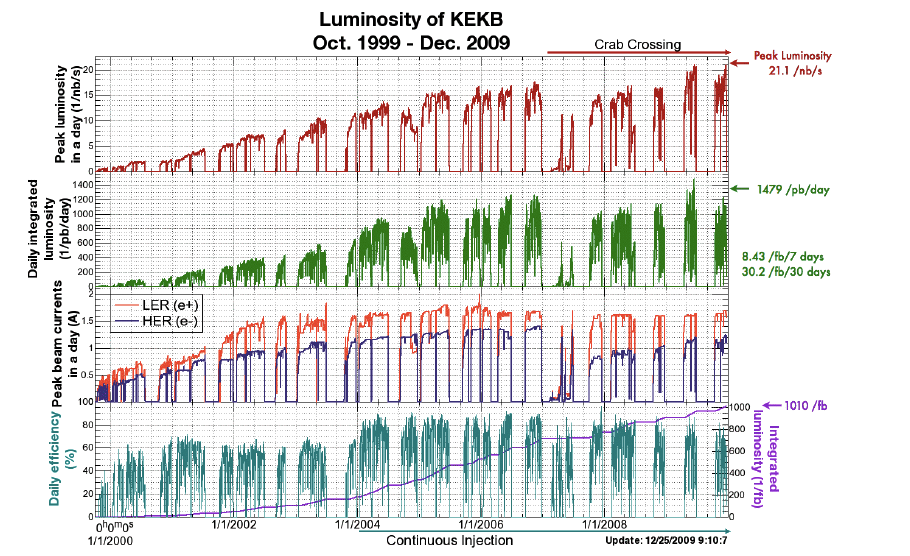 Luminosity of KEKB
Oct. 1999 - Dec. 2009
Crab Crossing
Peak Luminosity
21.1 /nb/s
Peak luminosity
in a day (1/nb/s)
20
15
10
5
0
Daily integrated
luminosity
(1/pb/day)
1400
1200
1000
800
600
400
200
0
1479 /pb/day
8.43 /fb/7 days
30.2 /fb/30 days
Peak beam currents
in a day (A)
2
1.5
1
0.5
100
LER (e+)
HER (e-)
Daily efficiency
(%)
80
60
40
20
0
1010 /fb
1000
800
600
400
200
0
Integrated
luminosity (1/fb)
0h0m0s
1/1/2000
1/1/2002
1/1/2004
1/1/2006
1/1/2008
Continuous Injection
Update: 12/25/2009 9:10:7